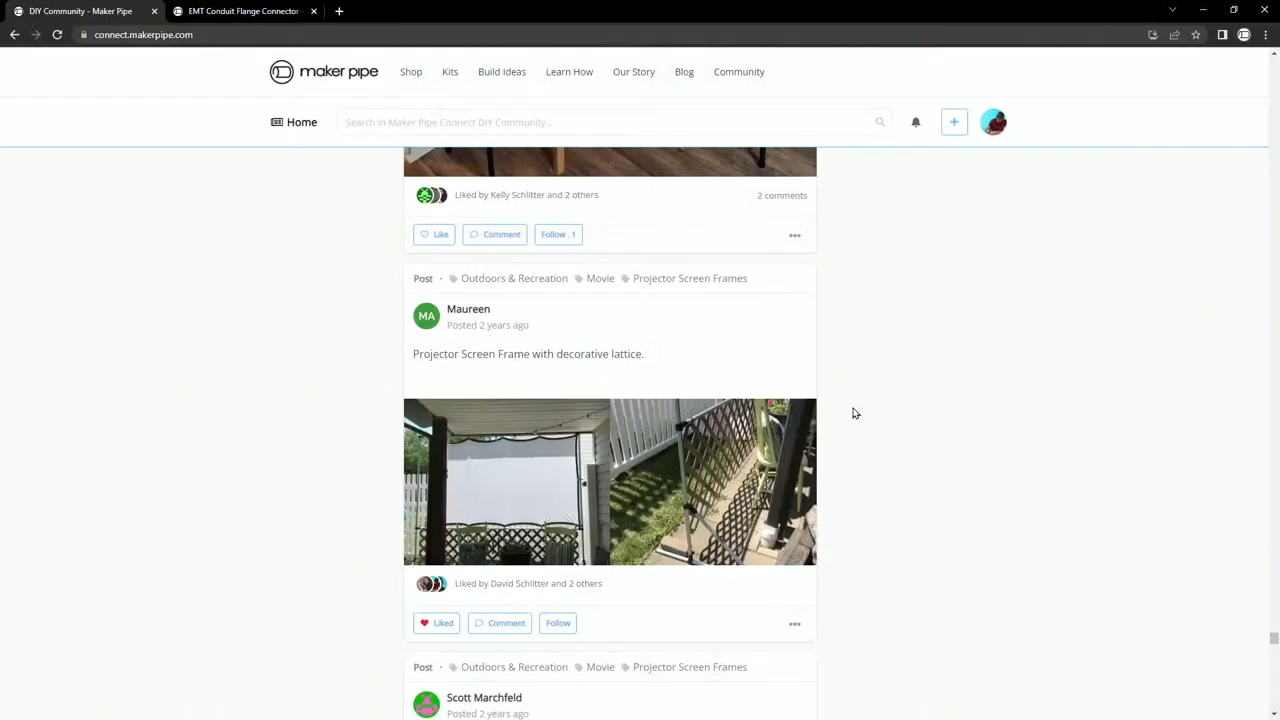 DIY Community - Maker Pipe
EMT Conduit Flange Connector
connect.makerpipe.com
maker pipe
Shop
Kits
Build Ideas
Learn How
Our Story
Blog
Community
Home
Search in Maker Pipe Connect DIY Community...
Liked by Kelly Schlitter and 2 others
2 comments
Like
Comment
Follow . 1
Post · Outdoors & Recreation Movie Projector Screen Frames
MA
Maureen
Posted 2 years ago
Projector Screen Frame with decorative lattice.
Liked by David Schlitter and 2 others
Liked
Comment
Follow
Post · Outdoors & Recreation Movie Projector Screen Frames
Scott Marchfeld
Posted 2 years ago